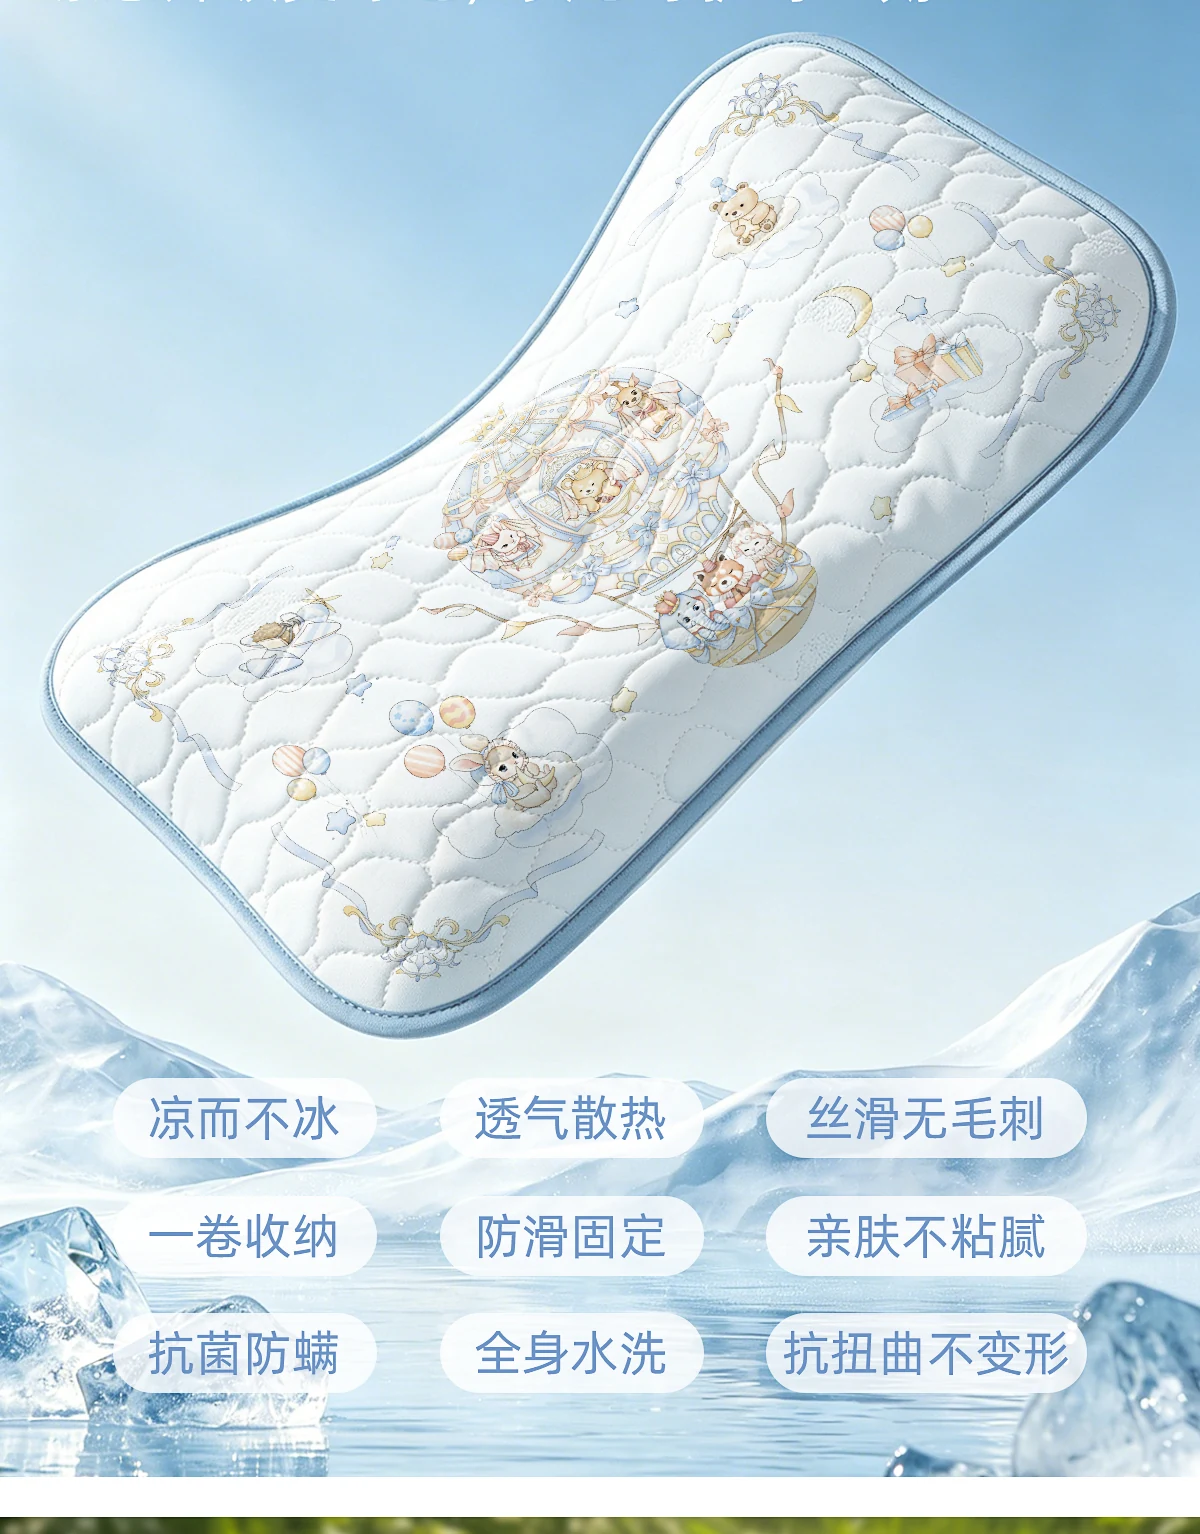 凉而不冰
透气散热
丝滑无毛刺
一卷收纳
防滑固定
亲肤不粘腻
抗菌防螨
全身水洗
抗扭曲不变形